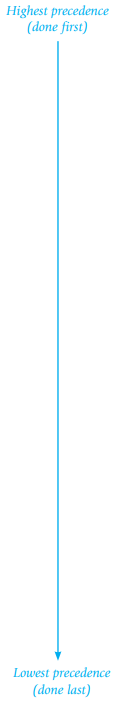 Highest precedence
(done first)
Lowest precedence
(done last)